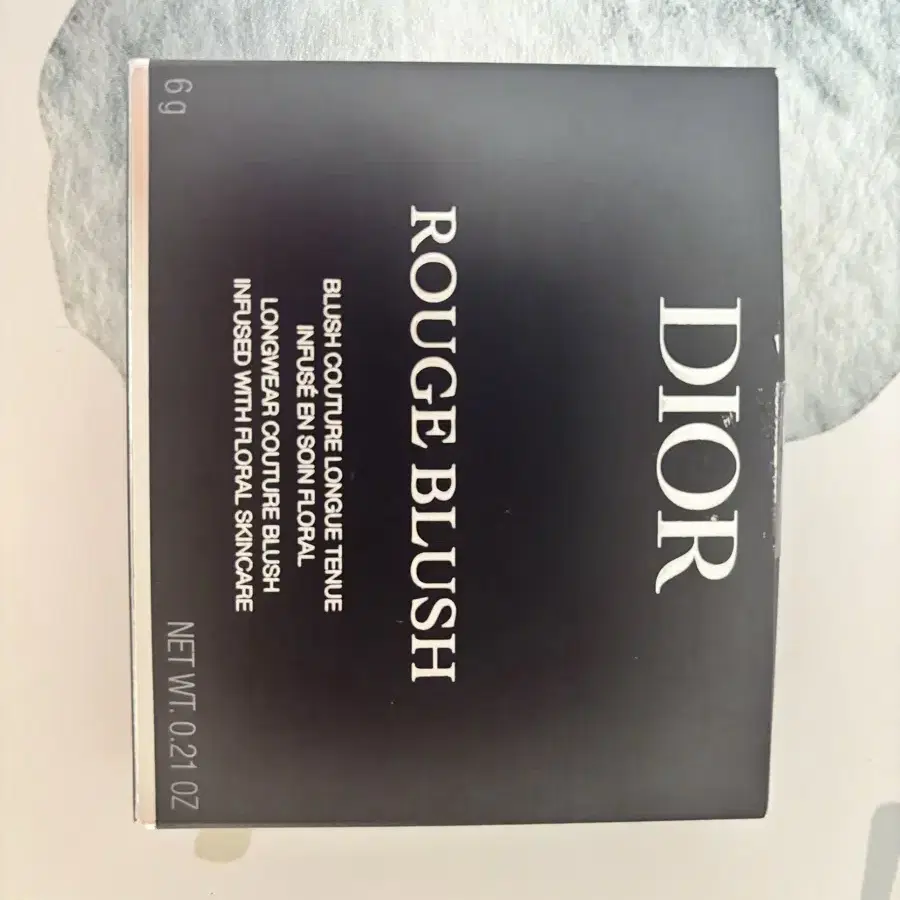 DIOR
ROUGE BLUSH
BLUSH COUTURE LONGUE TENUE
INFUSÉ EN SOIN FLORAL
LONGWEAR COUTURE BLUSH
INFUSED WITH FLORAL SKINCARE
6 g
NET WT. 0.21 OZ